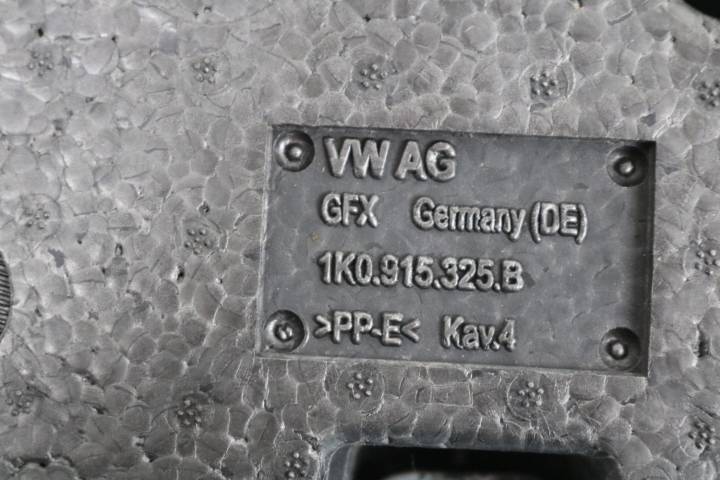 VW AG
GFX Germany (DE)
1K0.915.325.B
>PP-E< Kav.4